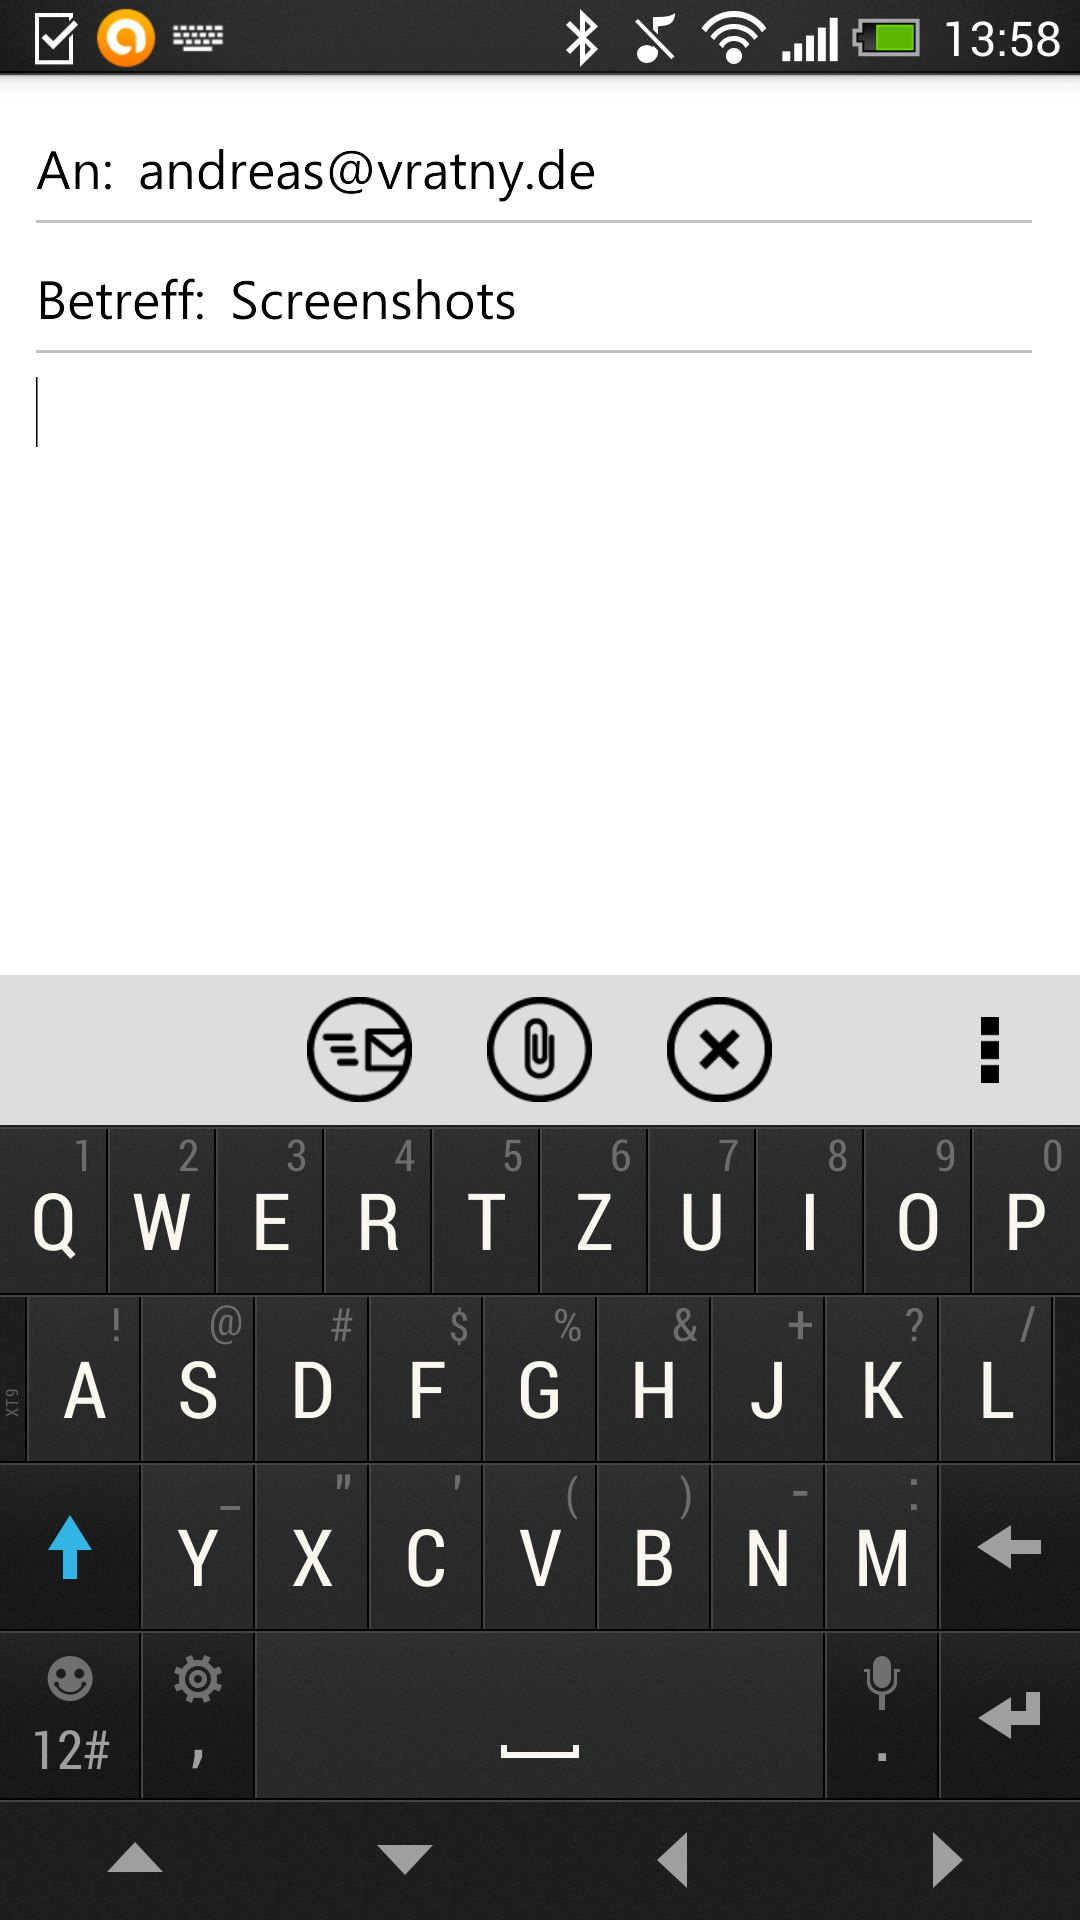 13:58
An: andreas@vratny.de
Betreff: Screenshots
1 2 3 4 5 6 7 8 9 0
Q W E R T Z U I O P
! @ # $ % & + ? /
XT9 A S D F G H J K L
_ " ' ( ) - :
Y X C V B N M
12# , .